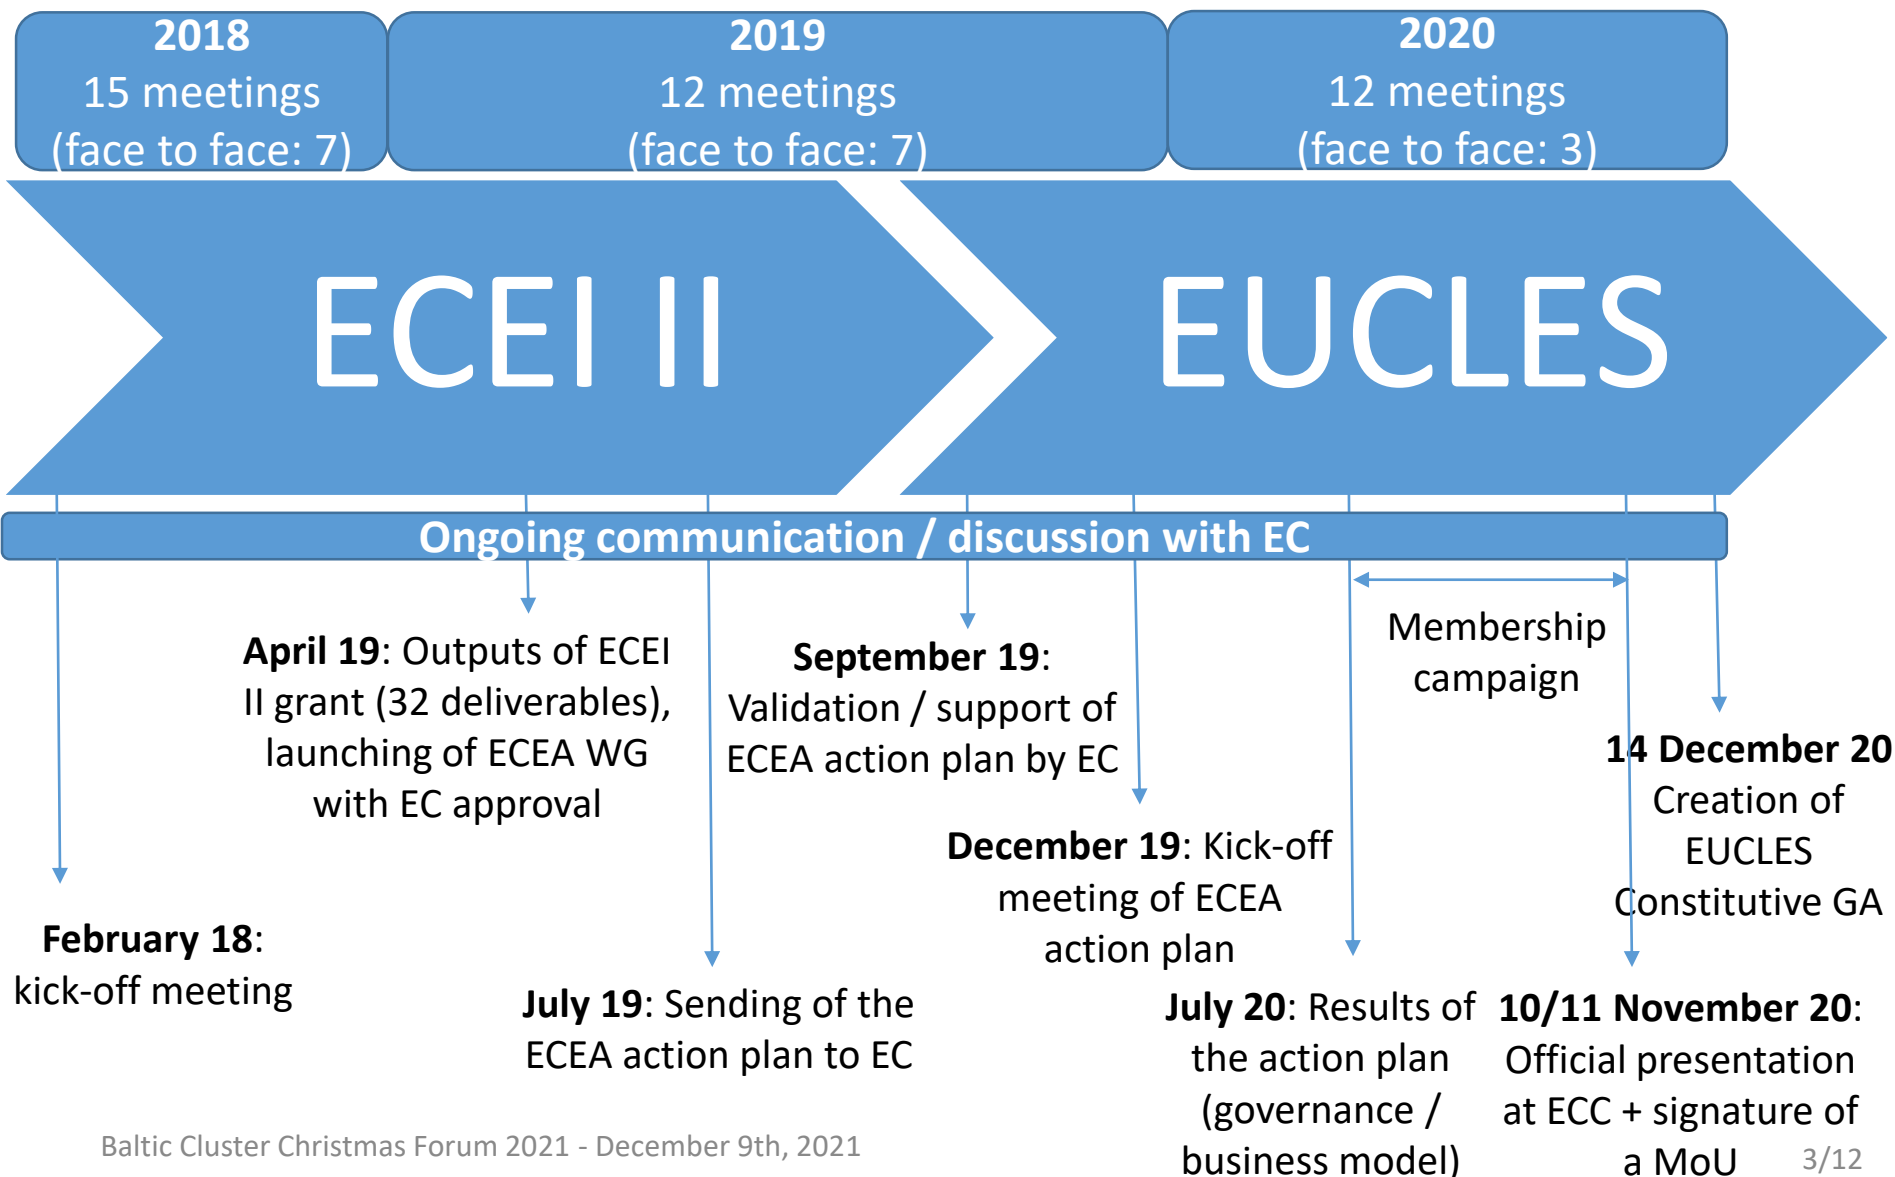 2018
15 meetings
(face to face: 7)
2019
12 meetings
(face to face: 7)
2020
12 meetings
(face to face: 3)
ECEI II
EUCLES
Ongoing communication / discussion with EC
February 18:
kick-off meeting
April 19: Outputs of ECEI
II grant (32 deliverables),
launching of ECEA WG
with EC approval
July 19: Sending of the
ECEA action plan to EC
September 19:
Validation / support of
ECEA action plan by EC
December 19: Kick-off
meeting of ECEA
action plan
July 20: Results of
the action plan
(governance /
business model)
Membership
campaign
10/11 November 20:
Official presentation
at ECC + signature of
a MoU
14 December 20
Creation of
EUCLES
Constitutive GA
Baltic Cluster Christmas Forum 2021 - December 9th, 2021
3/12